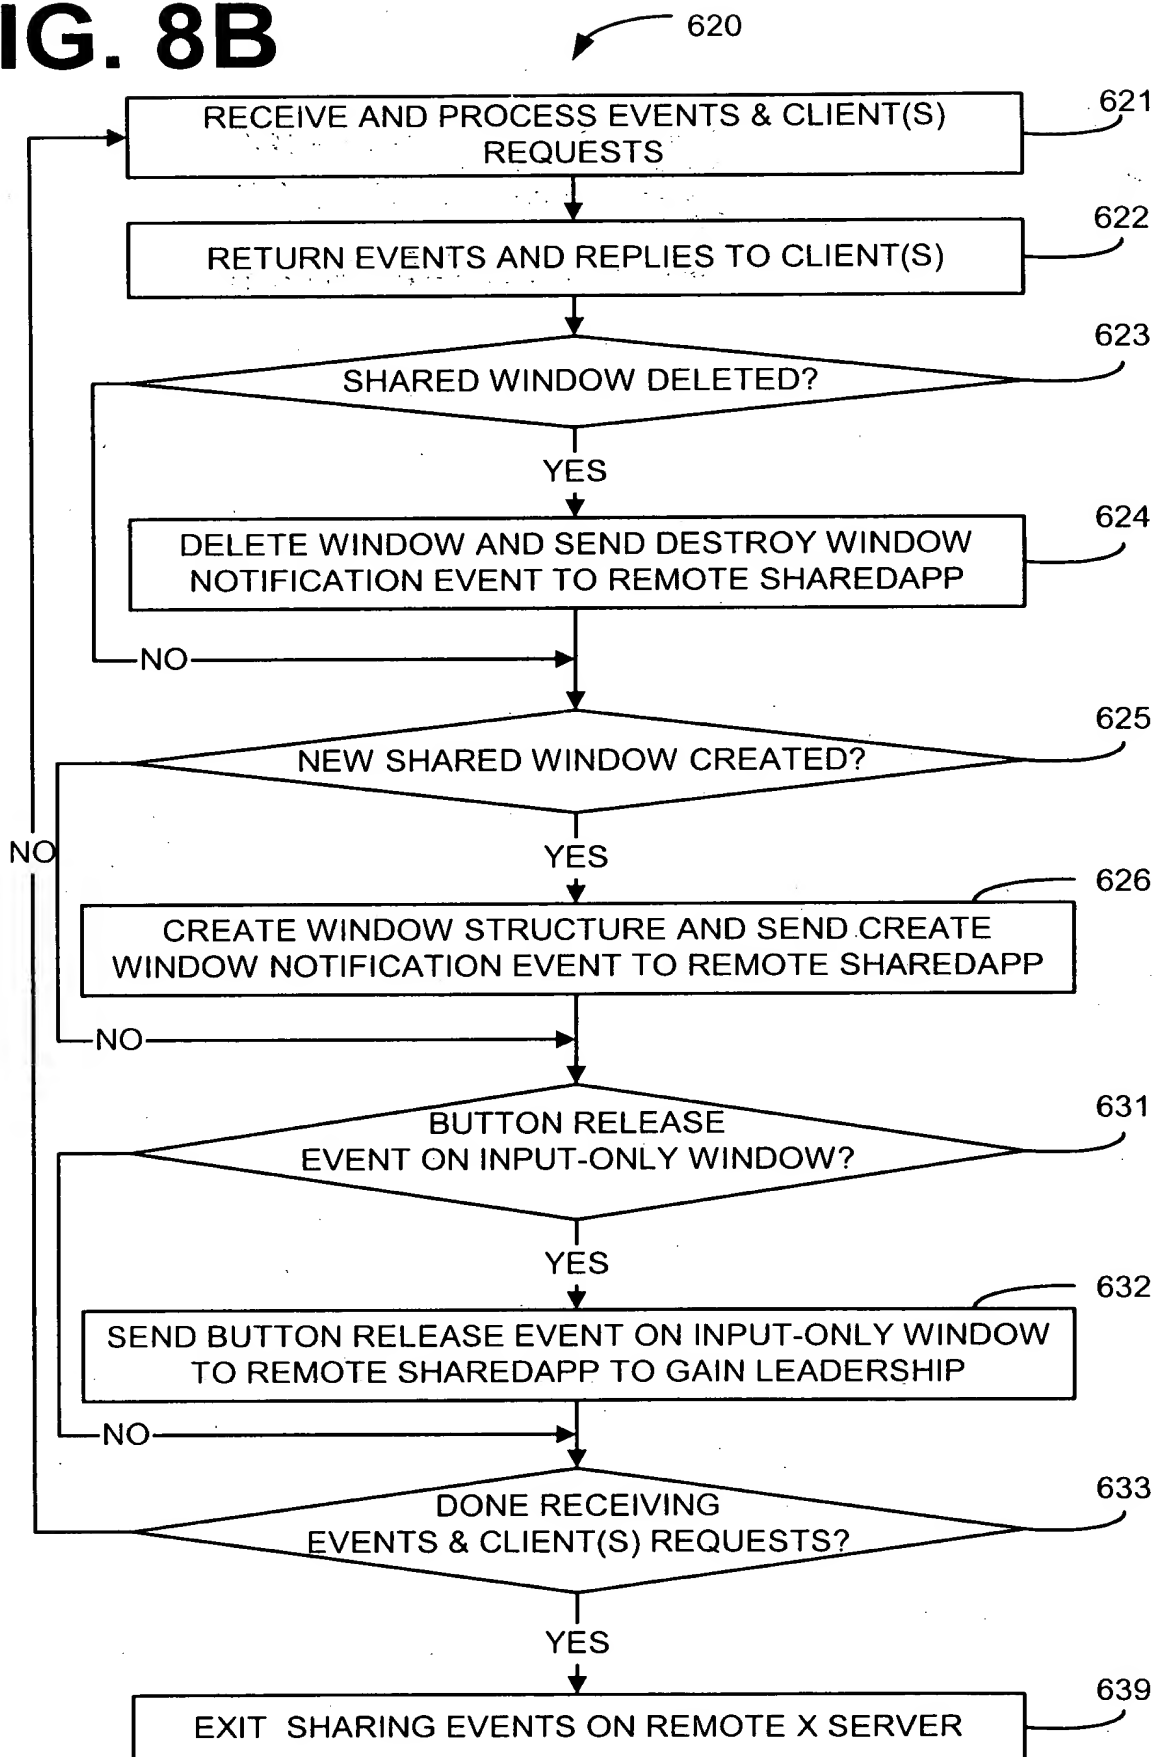 IG. 8B
620
RECEIVE AND PROCESS EVENTS & CLIENT(S)
REQUESTS
621
RETURN EVENTS AND REPLIES TO CLIENT(S)
622
SHARED WINDOW DELETED?
623
YES
DELETE WINDOW AND SEND DESTROY WINDOW
NOTIFICATION EVENT TO REMOTE SHAREDAPP
624
NO
NEW SHARED WINDOW CREATED?
625
NO
YES
CREATE WINDOW STRUCTURE AND SEND CREATE
WINDOW NOTIFICATION EVENT TO REMOTE SHAREDAPP
626
NO
BUTTON RELEASE
EVENT ON INPUT-ONLY WINDOW?
631
YES
SEND BUTTON RELEASE EVENT ON INPUT-ONLY WINDOW
TO REMOTE SHAREDAPP TO GAIN LEADERSHIP
632
NO
DONE RECEIVING
EVENTS & CLIENT(S) REQUESTS?
633
YES
EXIT SHARING EVENTS ON REMOTE X SERVER
639